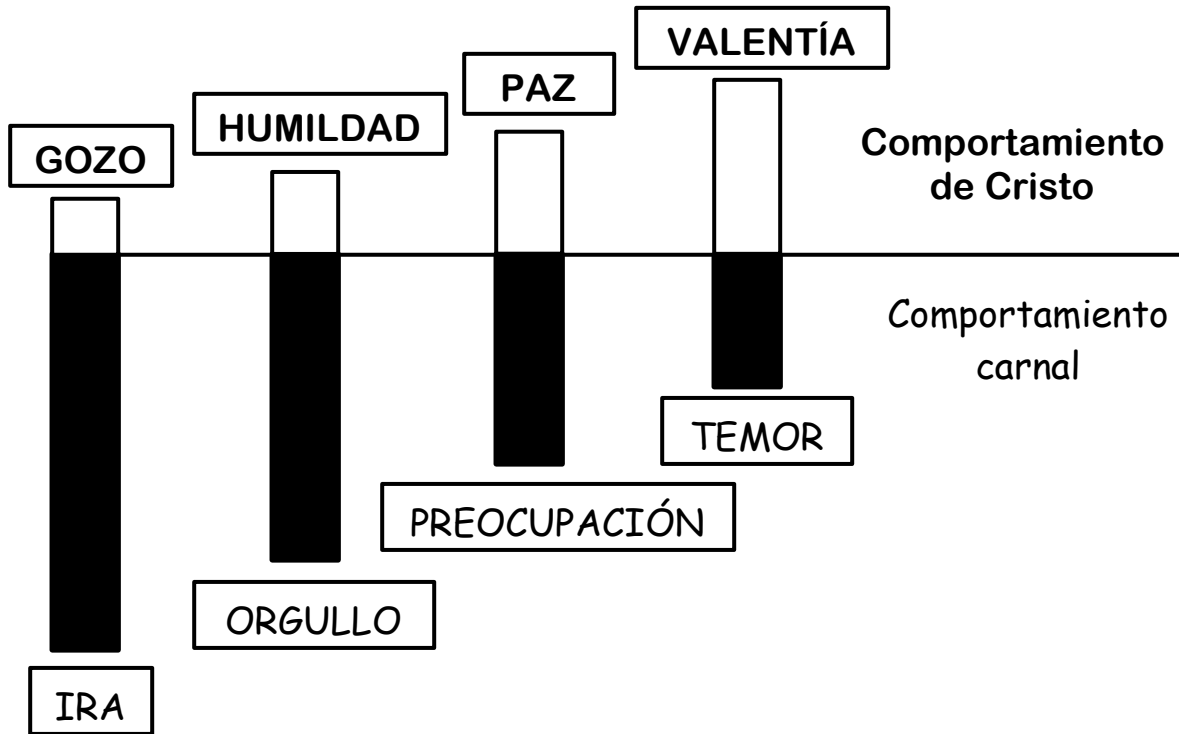 VALENTÍA
PAZ
HUMILDAD
GOZO
Comportamiento
de Cristo
Comportamiento
carnal
TEMOR
PREOCUPACIÓN
ORGULLO
IRA